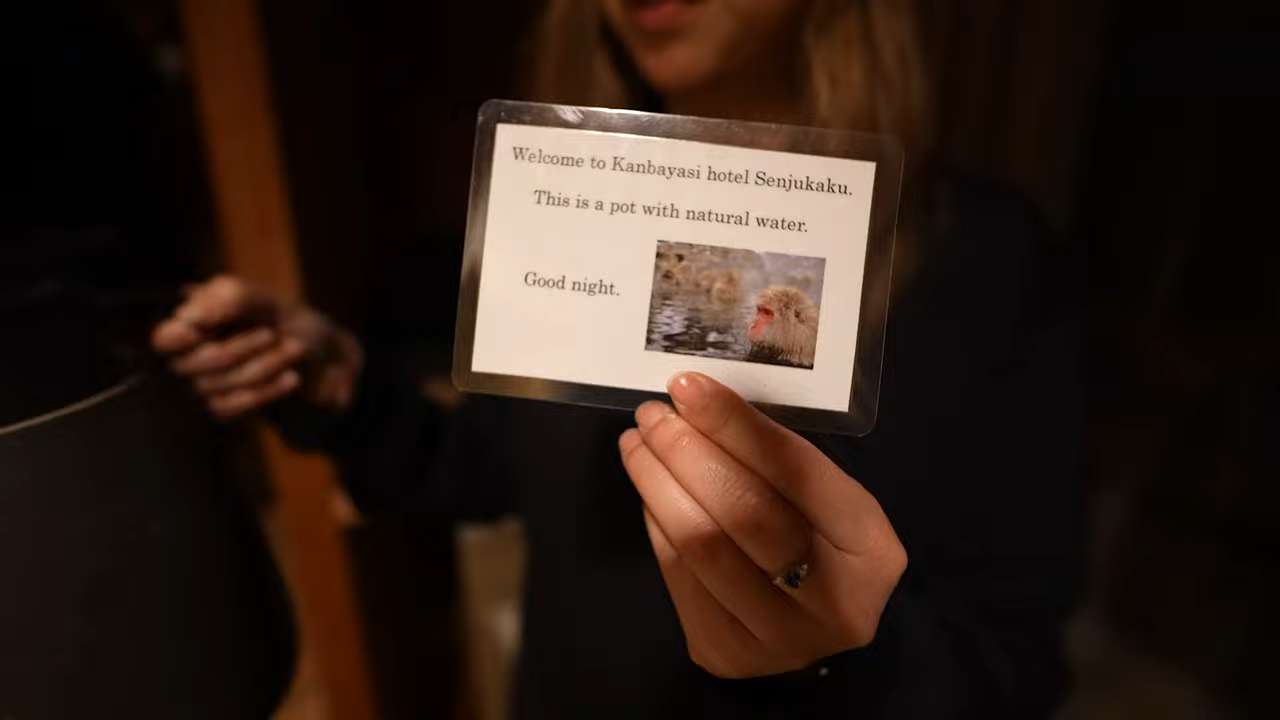 Welcome to Kanbayasi hotel Senjukaku.
This is a pot with natural water.
Good night.